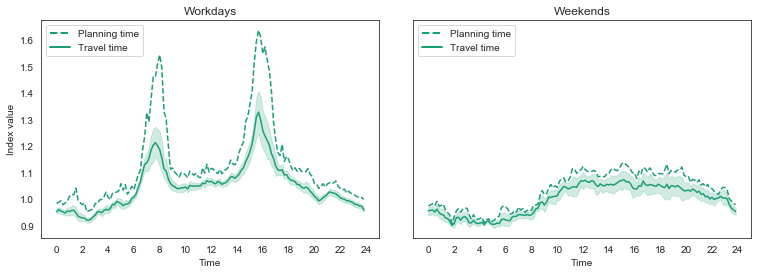 Workdays
Planning time
Travel time
Index value
1.6
1.5
1.4
1.3
1.2
1.1
1.0
0.9
0 2 4 6 8 10 12 14 16 18 20 22 24
Time
Weekends
Planning time
Travel time
0 2 4 6 8 10 12 14 16 18 20 22 24
Time